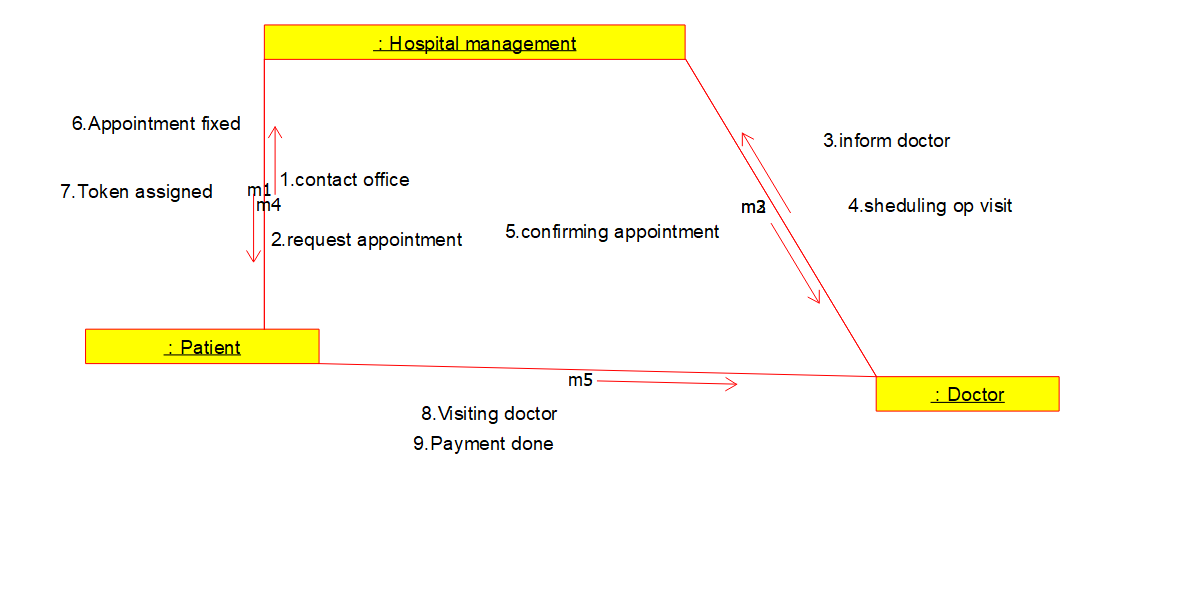 : Hospital management
6.Appointment fixed
3.inform doctor
1.contact office
7.Token assigned
m1
m4
m3
4.sheduling op visit
5.confirming appointment
2.request appointment
: Patient
m5
: Doctor
8.Visiting doctor
9.Payment done